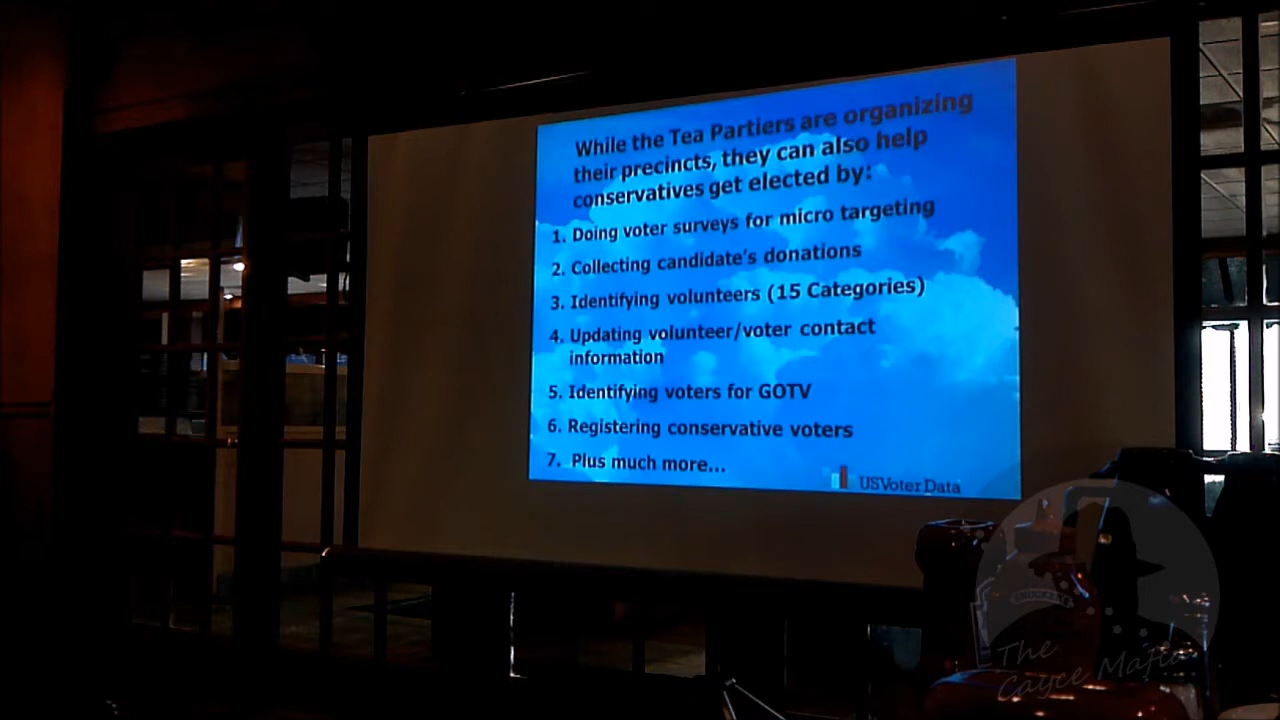 While the Tea Partiers are organizing
their precincts, they can also help
conservatives get elected by:
1. Doing voter surveys for micro targeting
2. Collecting candidate's donations
3. Identifying volunteers (15 Categories)
4. Updating volunteer/voter contact
information
5. Identifying voters for GOTV
6. Registering conservative voters
7. Plus much more...
USVoter Data
The
Cayce Mafia